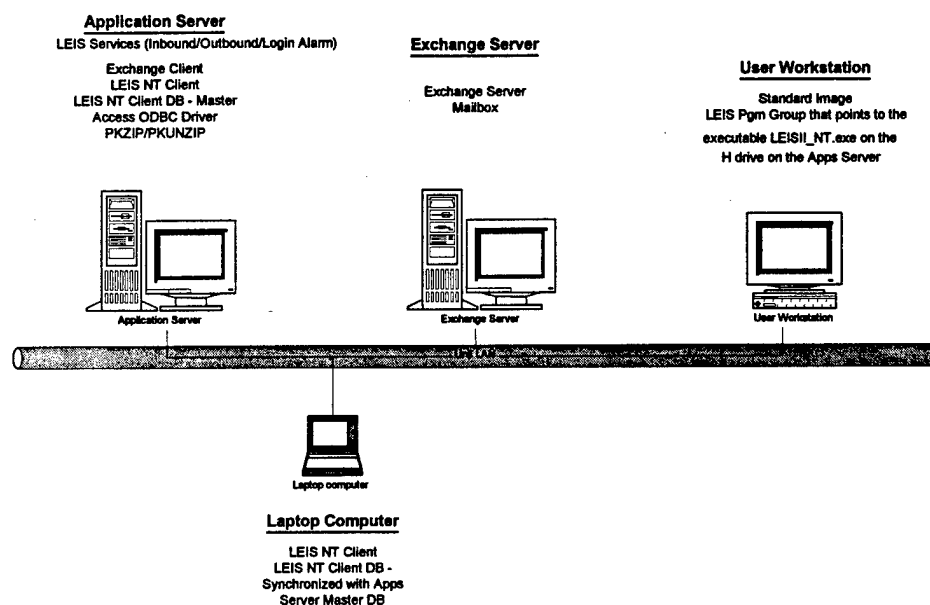 Application Server
LEIS Services (Inbound/Outbound/Login Alarm)
Exchange Client
LEIS NT Client
LEIS NT Client DB - Master
Access ODBC Driver
PKZIP/PKUNZIP
Exchange Server
Exchange Server
Mailbox
User Workstation
Standard Image
LEIS Pgm Group that points to the
executable LEISII_NT.exe on the
H drive on the Apps Server
Application Server
Exchange Server
User Workstation
LAN
Laptop computer
Laptop Computer
LEIS NT Client
LEIS NT Client DB -
Synchronized with Apps
Server Master DB